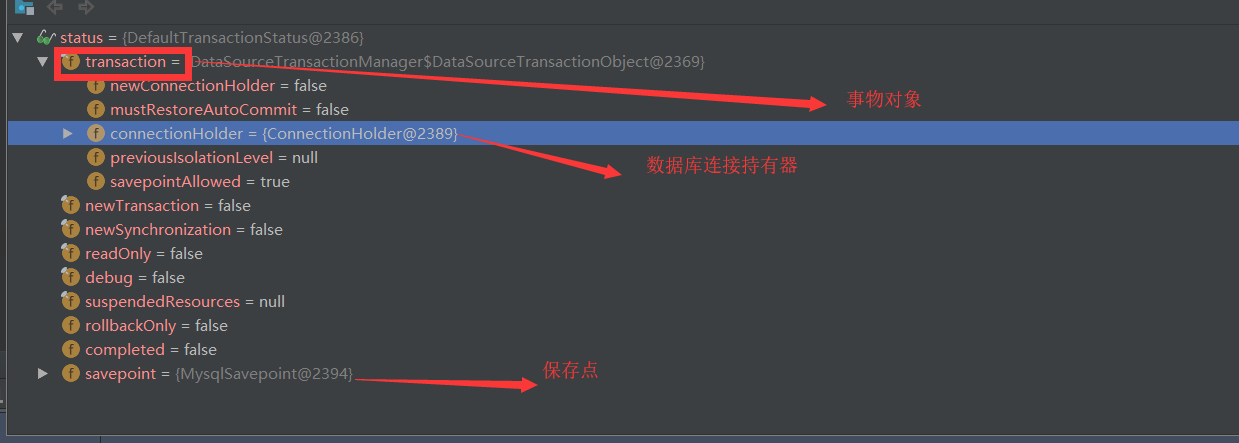 status = {DefaultTransactionStatus@2386}
transaction = {DataSourceTransactionManager$DataSourceTransactionObject@2369}
newConnectionHolder = false
事物对象
mustRestoreAutoCommit = false
connectionHolder = {ConnectionHolder@2389}
previousIsolationLevel = null
数据库连接持有器
savepointAllowed = true
newTransaction = false
newSynchronization = false
readOnly = false
debug = false
suspendedResources = null
rollbackOnly = false
completed = false
savepoint = {MysqlSavepoint@2394}
保存点